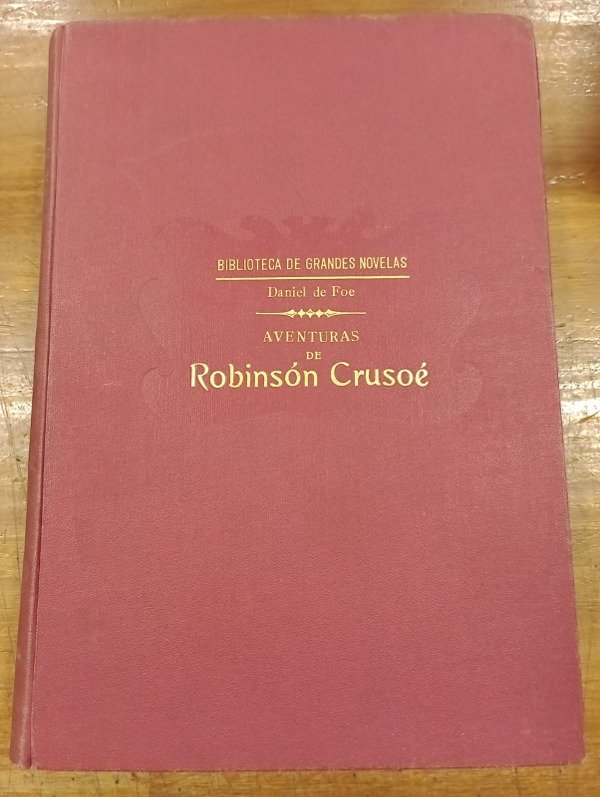 BIBLIOTECA DE GRANDES NOVELAS
Daniel de Foe
AVENTURAS
DE
Robinsón Crusoé